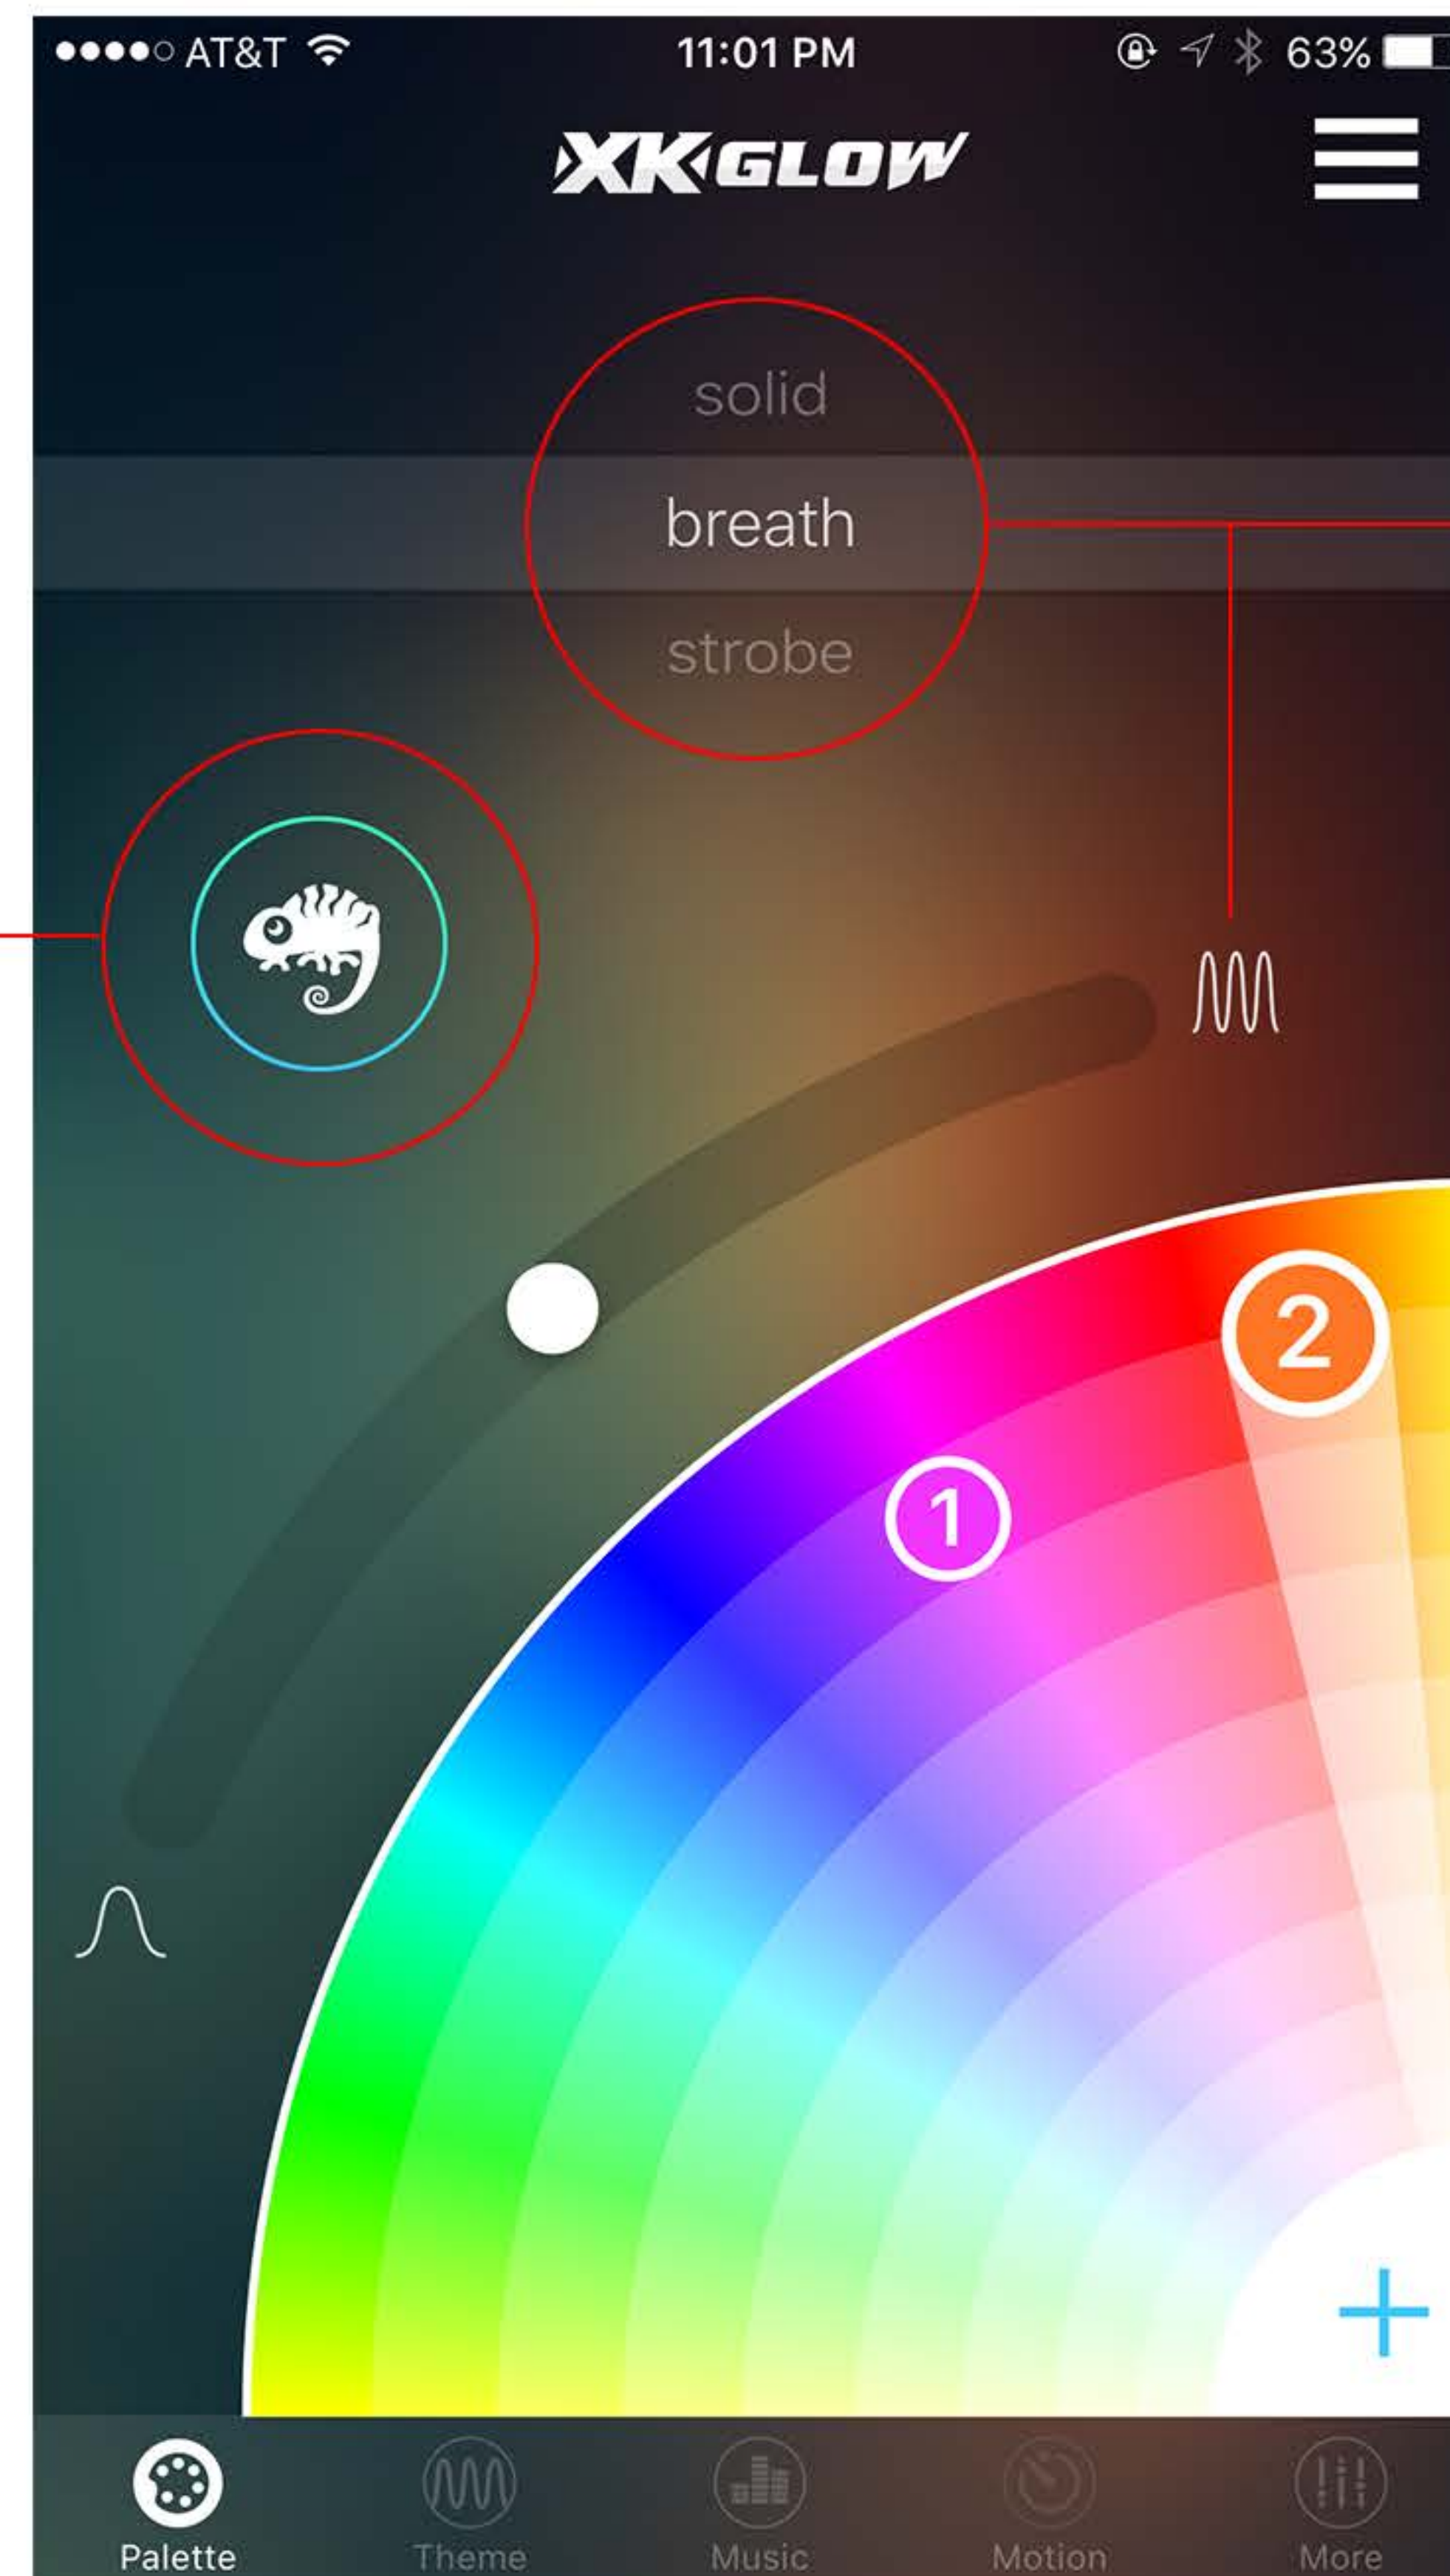 AT&T 11:01 PM 63%
XKGLOW
solid
breath
strobe
2
1
Palette Theme Music Motion More